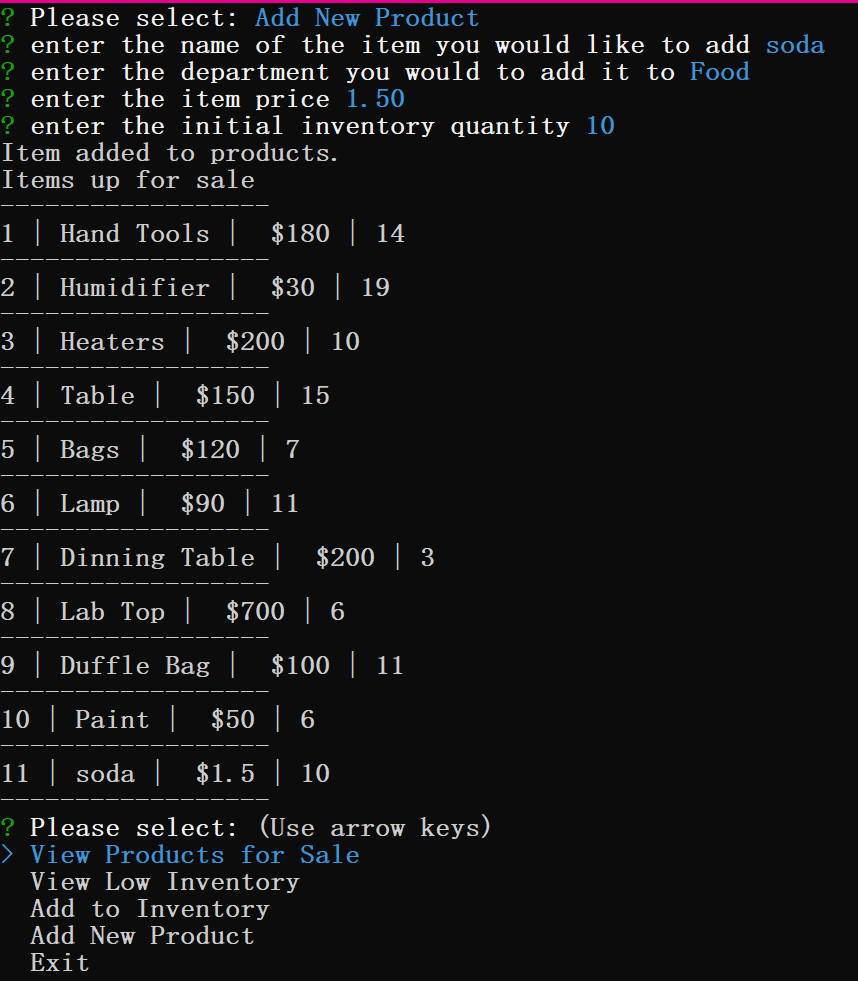 ? Please select: Add New Product
? enter the name of the item you would like to add soda
? enter the department you would to add it to Food
? enter the item price 1.50
? enter the initial inventory quantity 10
Item added to products.
Items up for sale
------------------
1 | Hand Tools |  $180 | 14
------------------
2 | Humidifier |  $30 | 19
------------------
3 | Heaters |  $200 | 10
------------------
4 | Table |  $150 | 15
------------------
5 | Bags |  $120 | 7
------------------
6 | Lamp |  $90 | 11
------------------
7 | Dinning Table |  $200 | 3
------------------
8 | Lab Top |  $700 | 6
------------------
9 | Duffle Bag |  $100 | 11
------------------
10 | Paint |  $50 | 6
------------------
11 | soda |  $1.5 | 10
------------------
? Please select: (Use arrow keys)
> View Products for Sale
  View Low Inventory
  Add to Inventory
  Add New Product
  Exit